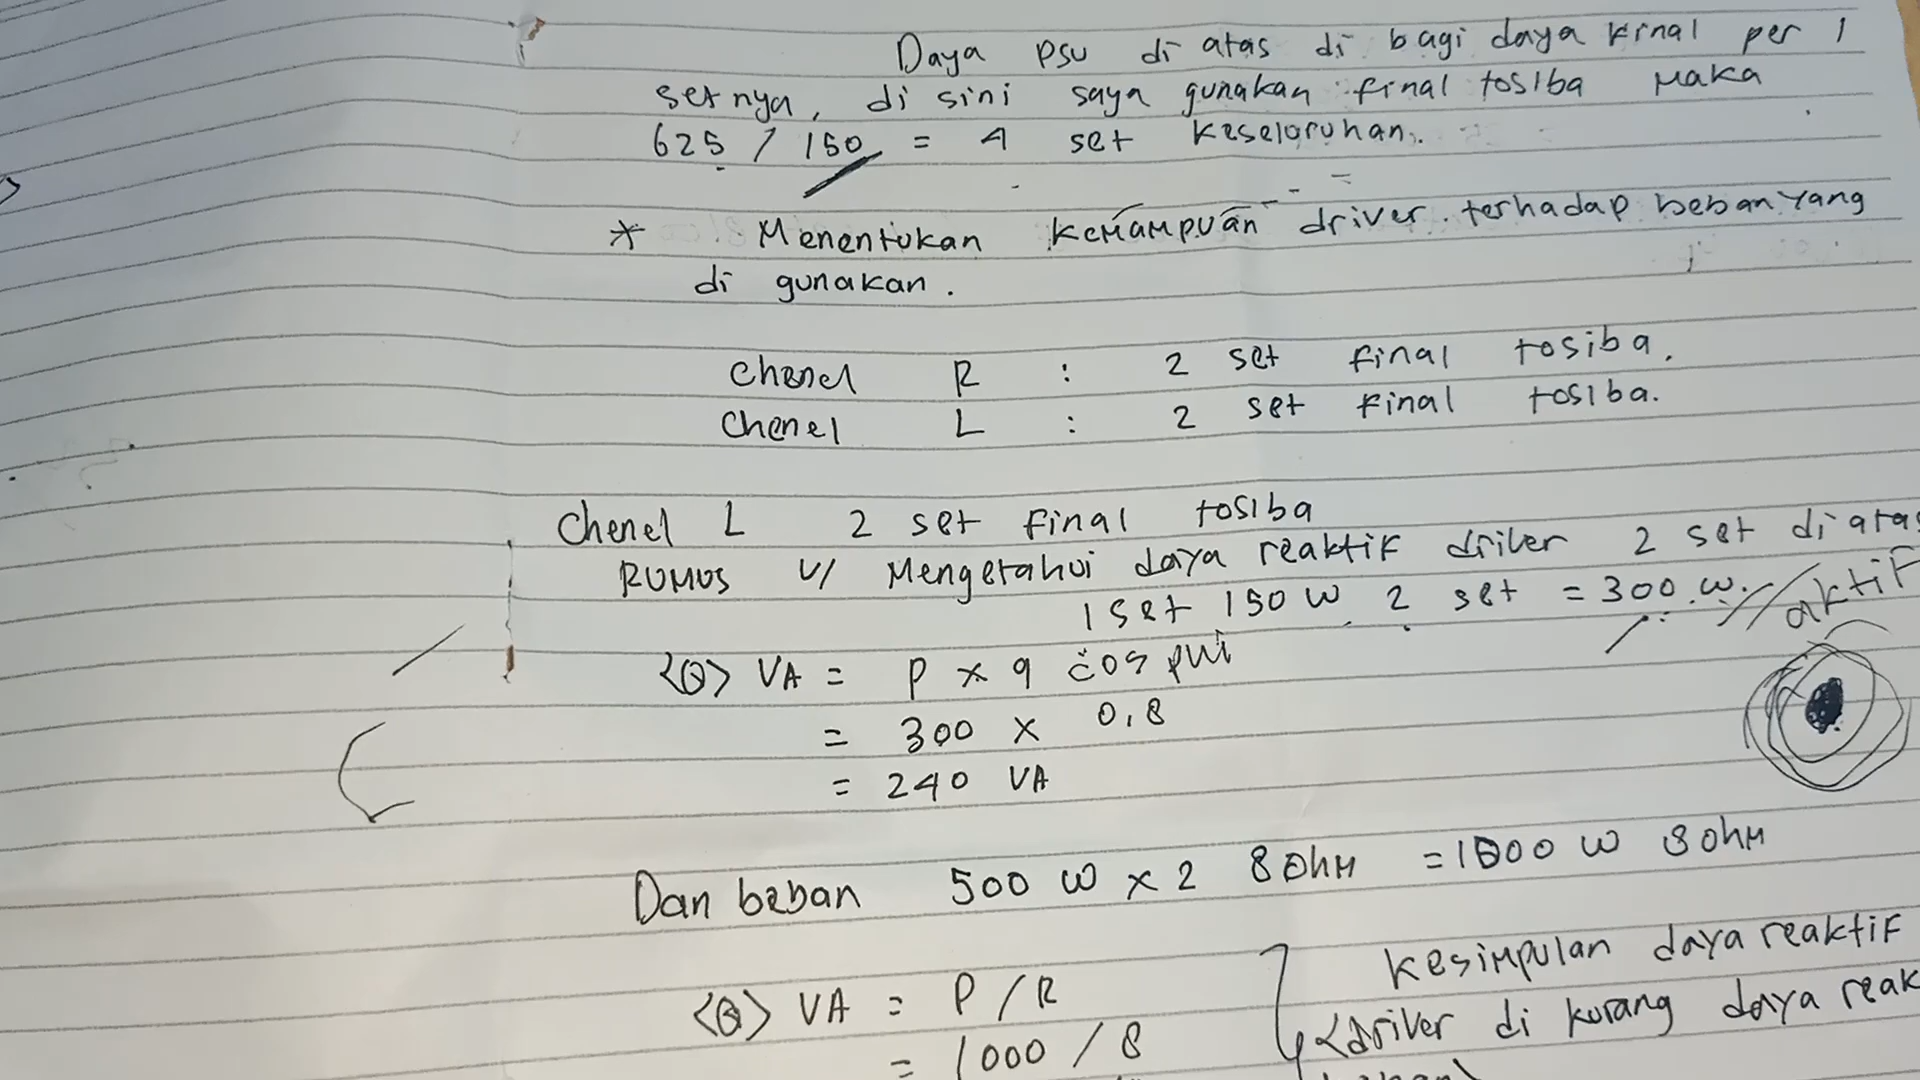 Daya PSU di atas di bagi daya Final per 1
setnya, di sini saya gunakan final tosiba Maka
625 / 150 = 4 set keseluruhan.
* Menentukan keMampuan driver terhadap beban yang
di gunakan.
Chenel R : 2 set final tosiba.
Chenel L : 2 set final tosiba.
Chenel L 2 set final tosiba
RUMUS U/ Mengetahui daya reaktif driver 2 set di atas
1 set 150 W 2 set = 300 W. // aktif
<Q> VA = P x 9 cos phi
= 300 x 0,8
= 240 VA
Dan beban 500 W x 2 8 ohM = 1000 W 8 ohM
<Q> VA = P / R
= 1000 / 8
kesimpulan daya reaktif
<driver di kurang daya reak